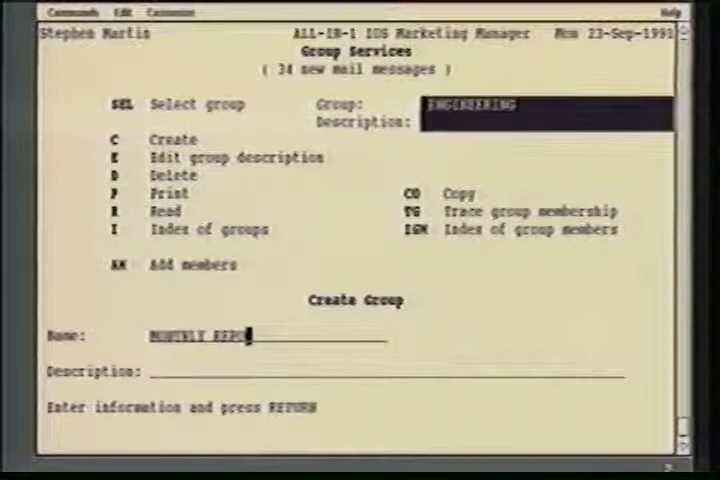 Commands Edit Customize Help
Stephen Martin ALL-IN-1 IOS Marketing Manager Mon 23-Sep-1991
Group Services
( 34 new mail messages )
SEL Select group Group: ENGINEERING
Description:
C Create
E Edit group description
D Delete
P Print CO Copy
R Read TG Trace group membership
I Index of groups IGM Index of group members
AM Add members
Create Group
Name: MONTHLY REPO
Description:
Enter information and press RETURN